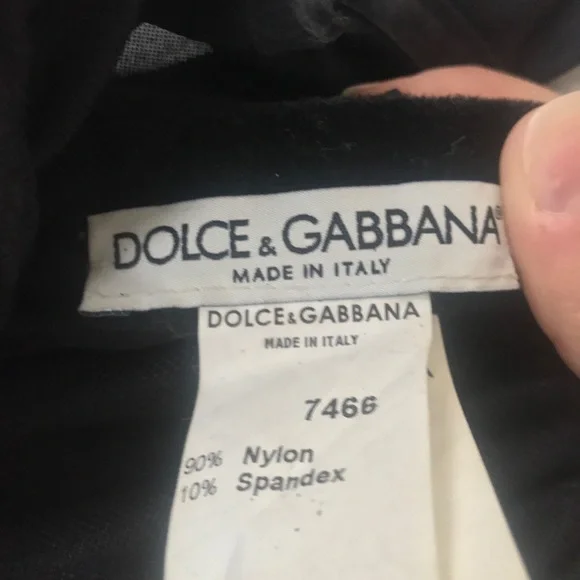 DOLCE & GABBANA®
MADE IN ITALY
DOLCE&GABBANA
MADE IN ITALY
7466
90% Nylon
10% Spandex